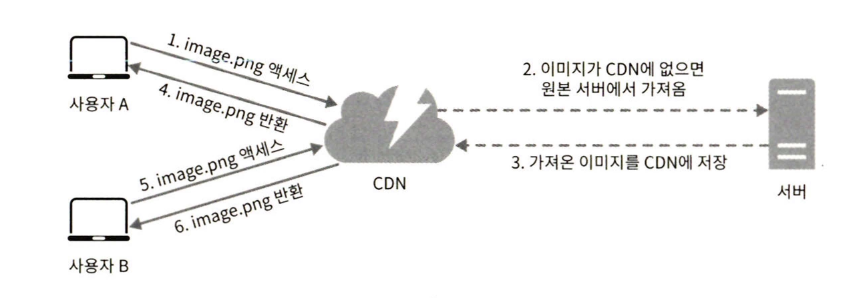 1. image.png 액세스
4. image.png 반환
사용자 A
2. 이미지가 CDN에 없으면
원본 서버에서 가져옴
3. 가져온 이미지를 CDN에 저장
CDN
서버
5. image.png 액세스
6. image.png 반환
사용자 B